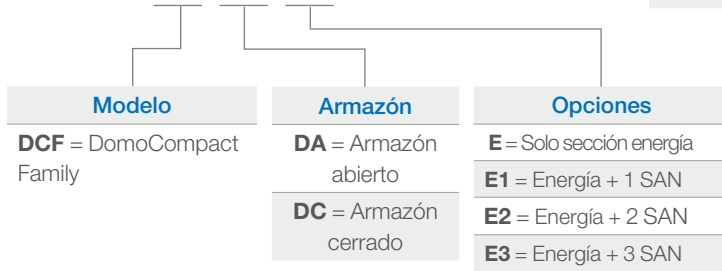 Modelo
DCF = DomoCompact
Family
Armazón
DA = Armazón
abierto
DC = Armazón
cerrado
Opciones
E = Solo sección energía
E1 = Energía + 1 SAN
E2 = Energía + 2 SAN
E3 = Energía + 3 SAN